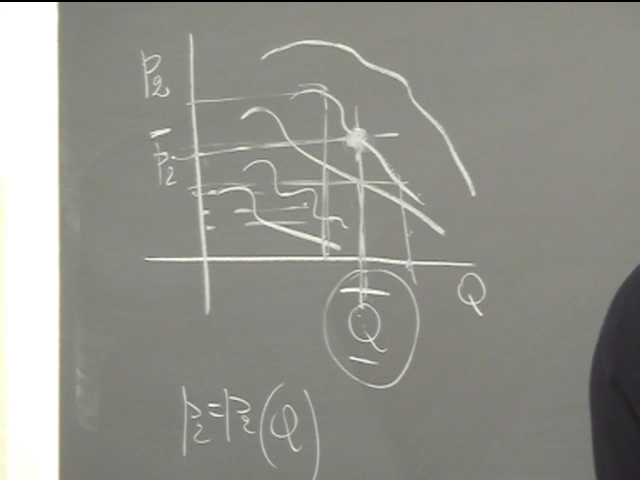 p₂
p̄₂
Q
Q̄
p₂=p₂(Q)